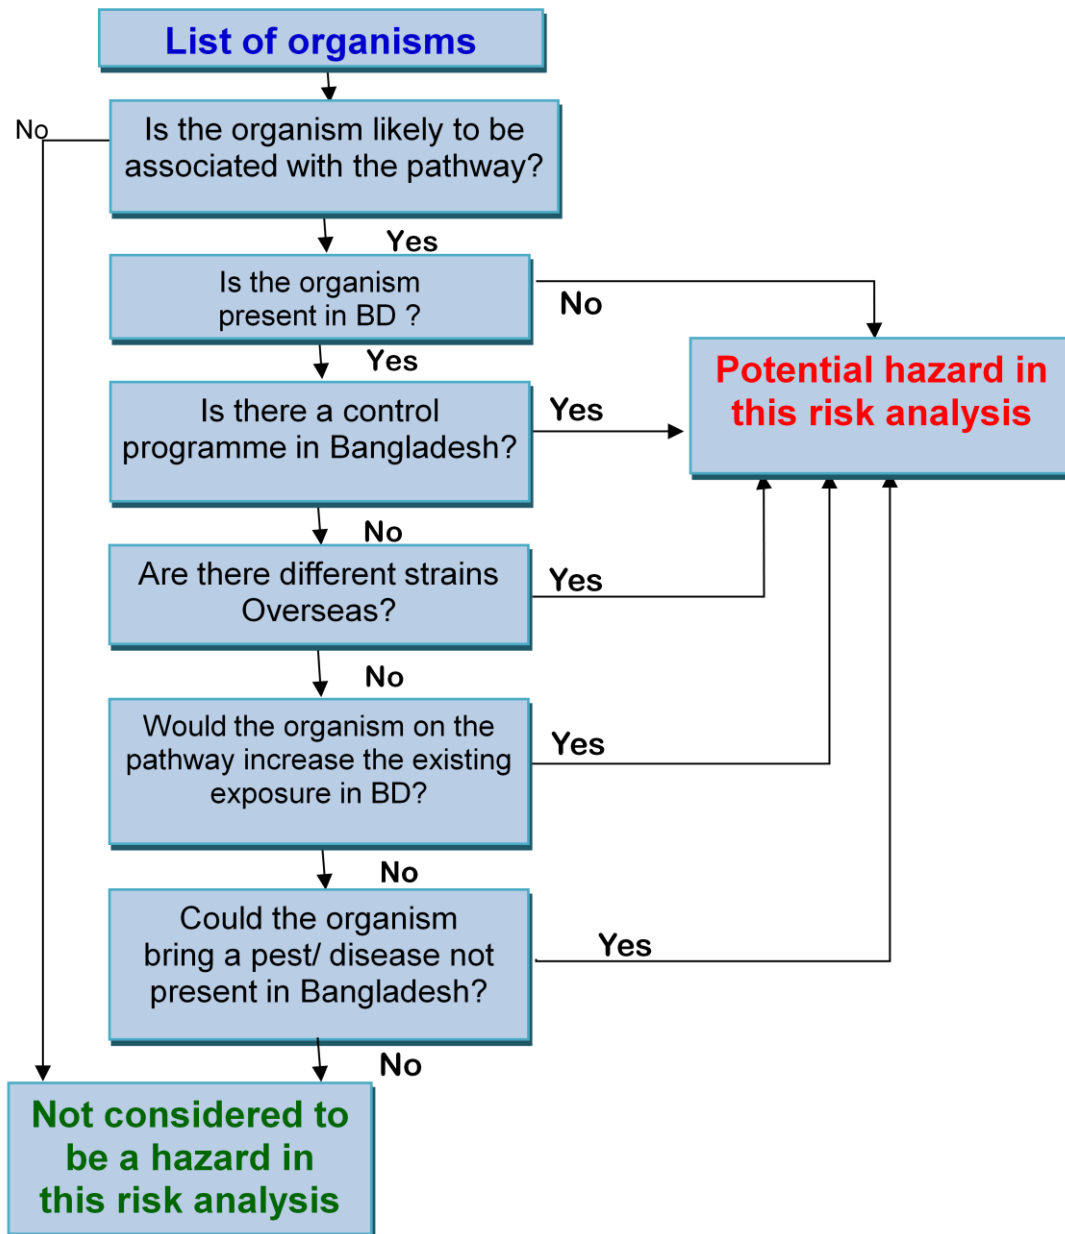 List of organisms
No
Is the organism likely to be
associated with the pathway?
Yes
Is the organism
present in BD ?
No
Yes
Is there a control
programme in Bangladesh?
Yes
Potential hazard in
this risk analysis
No
Are there different strains
Overseas?
Yes
No
Would the organism on the
pathway increase the existing
exposure in BD?
Yes
No
Could the organism
bring a pest/ disease not
present in Bangladesh?
Yes
No
Not considered to
be a hazard in
this risk analysis